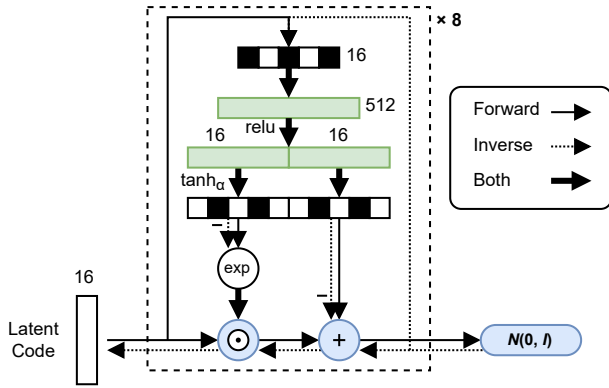 × 8
16
512
relu
16
16
tanhα
−
exp
−
16
Latent
Code
+
N(0, I)
Forward
Inverse
Both